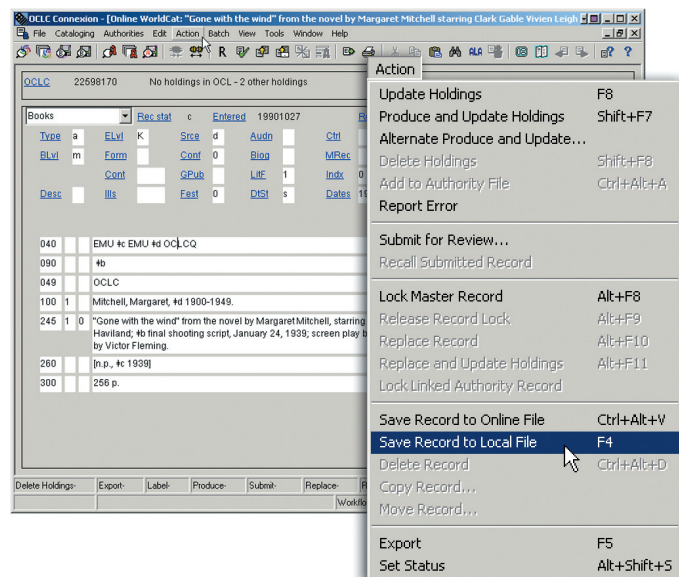 OCLC Connexion - [Online WorldCat: "Gone with the wind" from the novel by Margaret Mitchell starring Clark Gable Vivien Leigh
File Cataloging Authorities Edit Action Batch View Tools Window Help
OCLC 22598170 No holdings in OCL - 2 other holdings
Books Rec stat c Entered 19901027
Type a ELvl K Srce d Audn Ctrl
BLvl m Form Conf 0 Biog MRec
Cont GPub LitF 1 Indx 0
Desc Ills Fest 0 DtSt s Dates
040 EMU ǂc EMU ǂd OCLCQ
090 ǂb
049 OCLC
100 1 Mitchell, Margaret, ǂd 1900-1949.
245 1 0 "Gone with the wind" from the novel by Margaret Mitchell, starring
Haviland; ǂb final shooting script, January 24, 1939; screen play
by Victor Fleming.
260 [n.p., ǂc 1939]
300 256 p.
Delete Holdings- Export- Label- Produce- Submit- Replace-
Action
Update Holdings F8
Produce and Update Holdings Shift+F7
Alternate Produce and Update...
Delete Holdings Shift+F8
Add to Authority File Ctrl+Alt+A
Report Error
Submit for Review...
Recall Submitted Record
Lock Master Record Alt+F8
Release Record Lock Alt+F9
Replace Record Alt+F10
Replace and Update Holdings Alt+F11
Lock Linked Authority Record
Save Record to Online File Ctrl+Alt+V
Save Record to Local File F4
Delete Record Ctrl+Alt+D
Copy Record...
Move Record...
Export F5
Set Status Alt+Shift+S